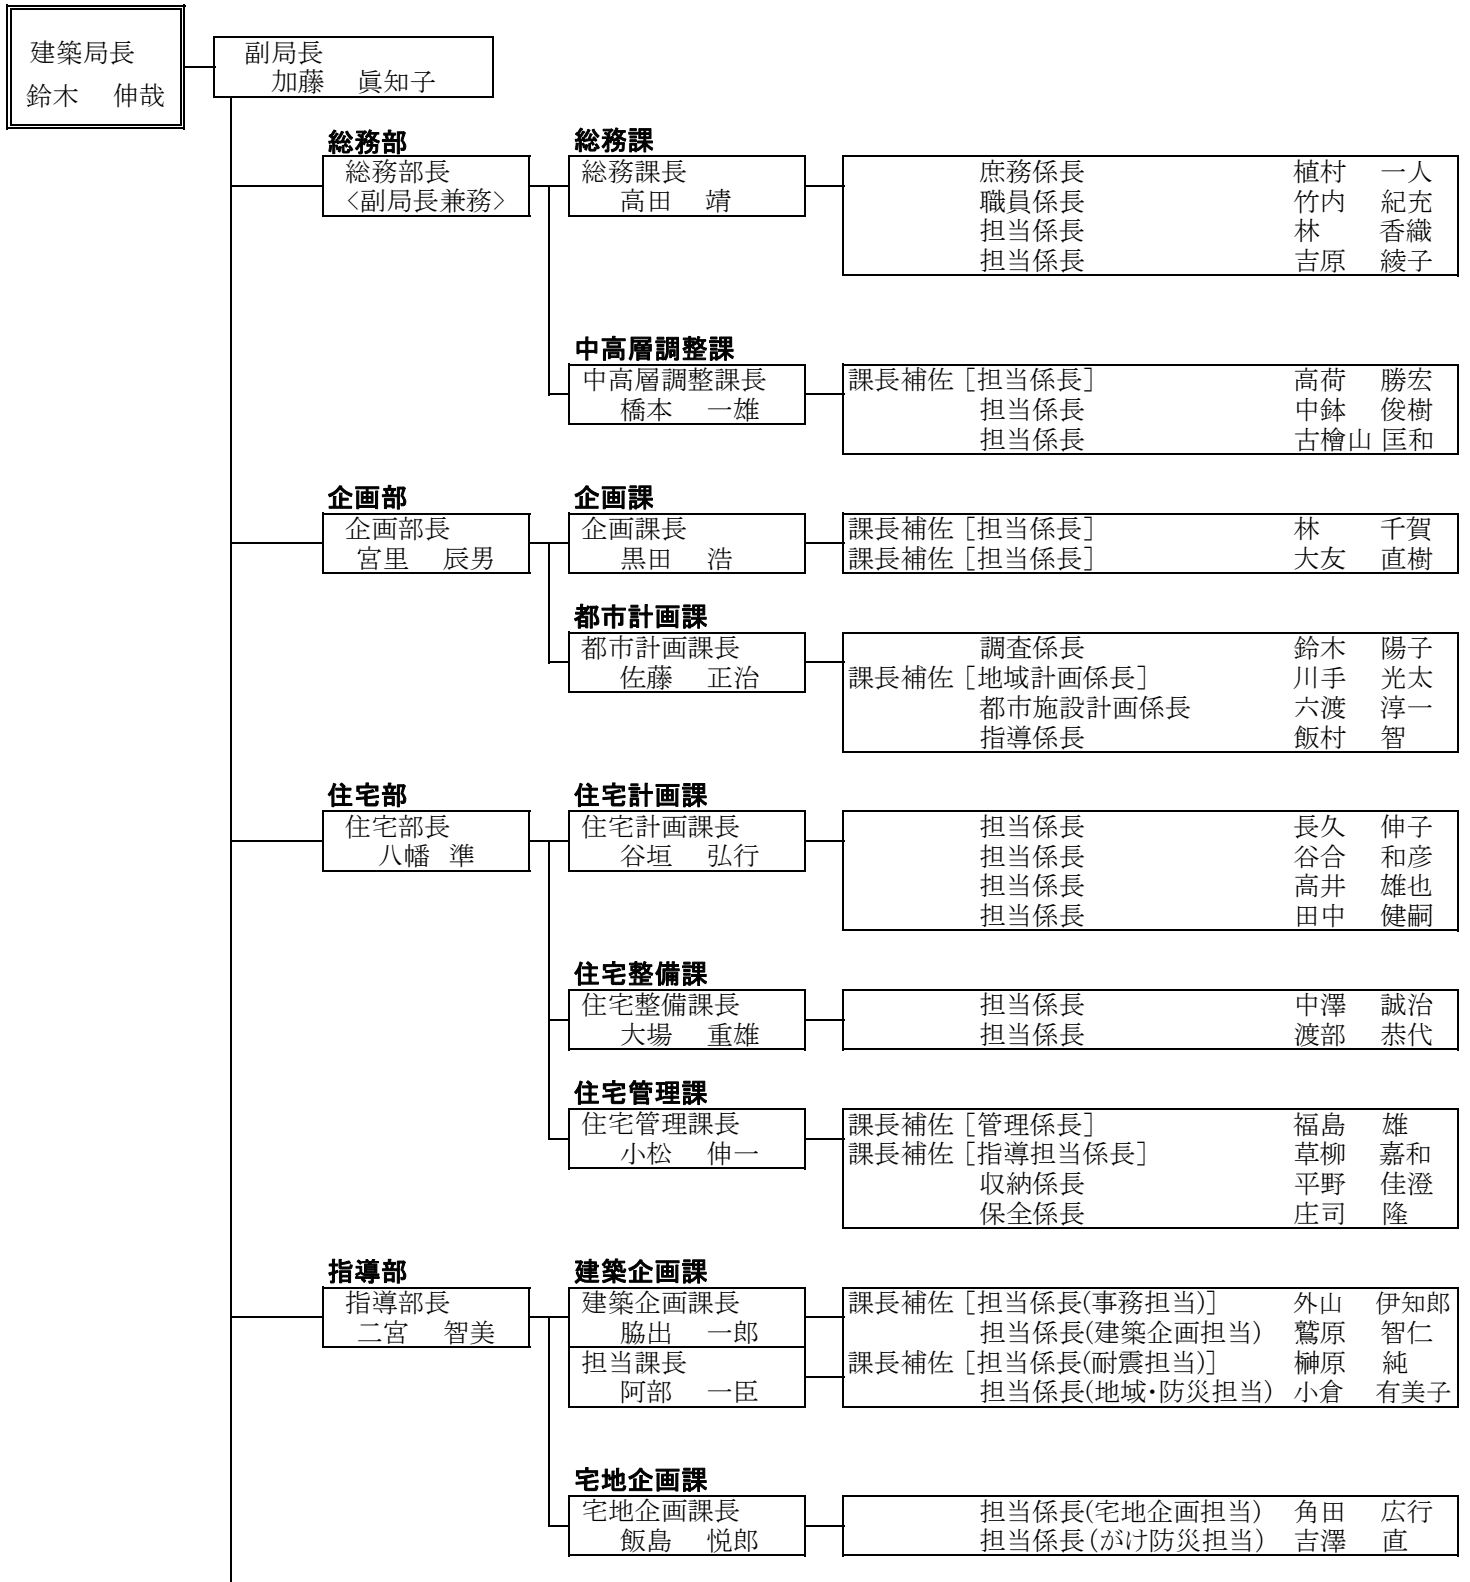 建築局長
鈴木 伸哉
副局長
加藤 眞知子
総務部
総務部長
<副局長兼務>
総務課
総務課長
高田 靖
庶務係長 植村 一人
職員係長 竹内 紀充
担当係長 林 香織
担当係長 吉原 綾子
中高層調整課
中高層調整課長
橋本 一雄
課長補佐 [担当係長] 高荷 勝宏
担当係長 中鉢 俊樹
担当係長 古檜山 匡和
企画部
企画部長
宮里 辰男
企画課
企画課長
黒田 浩
課長補佐 [担当係長] 林 千賀
課長補佐 [担当係長] 大友 直樹
都市計画課
都市計画課長
佐藤 正治
調査係長 鈴木 陽子
課長補佐 [地域計画係長] 川手 光太
都市施設計画係長 六渡 淳一
指導係長 飯村 智
住宅部
住宅部長
八幡 準
住宅計画課
住宅計画課長
谷垣 弘行
担当係長 長久 伸子
担当係長 谷合 和彦
担当係長 高井 雄也
担当係長 田中 健嗣
住宅整備課
住宅整備課長
大場 重雄
担当係長 中澤 誠治
担当係長 渡部 恭代
住宅管理課
住宅管理課長
小松 伸一
課長補佐 [管理係長] 福島 雄
課長補佐 [指導担当係長] 草柳 嘉和
収納係長 平野 佳澄
保全係長 庄司 隆
指導部
指導部長
二宮 智美
建築企画課
建築企画課長
脇出 一郎
担当課長
阿部 一臣
課長補佐 [担当係長(事務担当)] 外山 伊知郎
担当係長(建築企画担当) 鷲原 智仁
課長補佐 [担当係長(耐震担当)] 榊原 純
担当係長(地域・防災担当) 小倉 有美子
宅地企画課
宅地企画課長
飯島 悦郎
担当係長(宅地企画担当) 角田 広行
担当係長(がけ防災担当) 吉澤 直